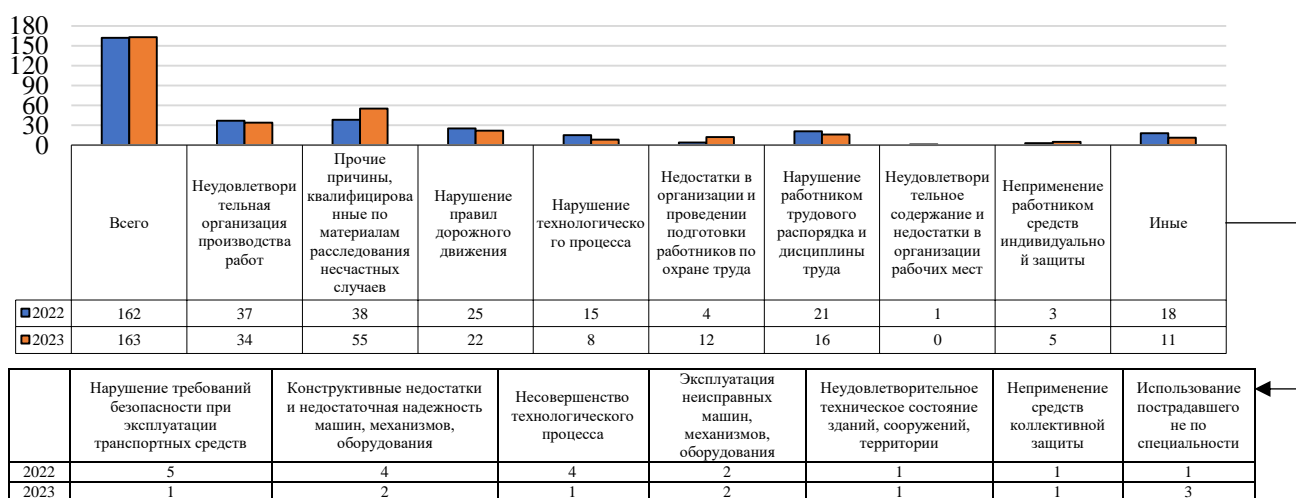 180
150
120
90
60
30
0
Всего
Неудовлетвори
тельная
организация
производства
работ
Прочие
причины,
квалифицирова
нные по
материалам
расследования
несчастных
случаев
Нарушение
правил
дорожного
движения
Нарушение
технологическо
го процесса
Недостатки в
организации и
проведении
подготовки
работников по
охране труда
Нарушение
работником
трудового
распорядка и
дисциплины
труда
Неудовлетвори
тельное
содержание и
недостатки в
организации
рабочих мест
Неприменение
работником
средств
индивидуально
й защиты
Иные
2022 162 37 38 25 15 4 21 1 3 18
2023 163 34 55 22 8 12 16 0 5 11
Нарушение требований
безопасности при
эксплуатации
транспортных средств
Конструктивные недостатки
и недостаточная надежность
машин, механизмов,
оборудования
Несовершенство
технологического
процесса
Эксплуатация
неисправных
машин,
механизмов,
оборудования
Неудовлетворительное
техническое состояние
зданий, сооружений,
территории
Неприменение
средств
коллективной
защиты
Использование
пострадавшего
не по
специальности
2022 5 4 4 2 1 1 1
2023 1 2 1 2 1 1 3